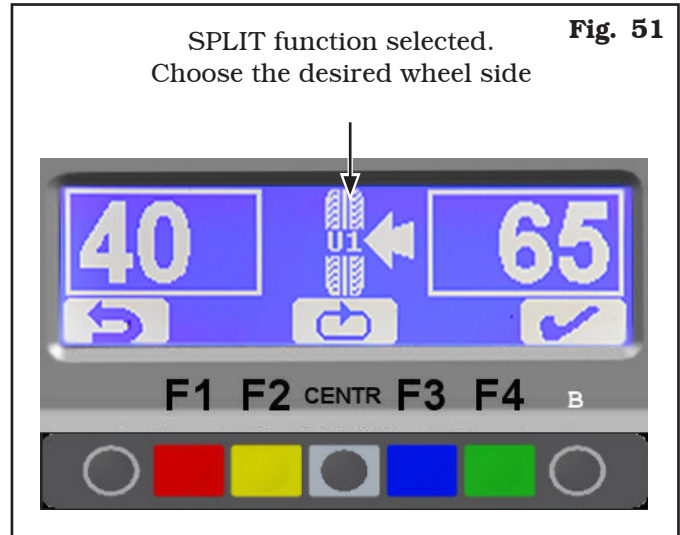 Fig. 51
SPLIT function selected.
Choose the desired wheel side
40 U1 65
F1 F2 CENTR F3 F4 B